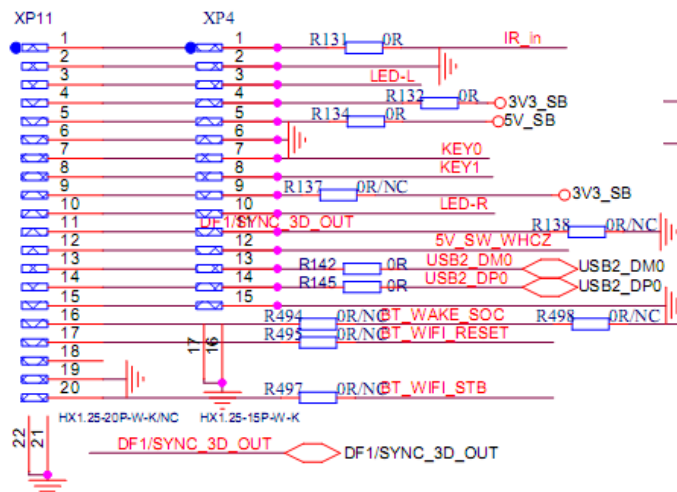 XP11 XP4
1 1 R131 0R IR_in
2 2
3 3 LED-L
4 4 R132 0R 3V3_SB
5 5 R134 0R 5V_SB
6 6
7 7 KEY0
8 8 KEY1
9 9 R137 0R/NC 3V3_SB
10 10 LED-R
11 11 DF1/SYNC_3D_OUT R138 0R/NC
12 12 5V_SW_WHCZ
13 13 R142 0R USB2_DM0 USB2_DM0
14 14 R145 0R USB2_DP0 USB2_DP0
15 15
16 R494 0R/NC BT_WAKE_SOC R498 0R/NC
17 R495 0R/NC BT_WIFI_RESET
18
17 16
19
20 R497 0R/NC BT_WIFI_STB
HX1.25-20P-W-K/NC HX1.25-15P-W-K
22 21
DF1/SYNC_3D_OUT DF1/SYNC_3D_OUT